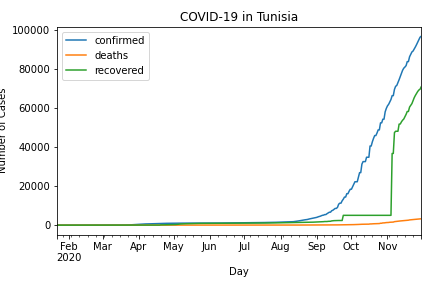 COVID-19 in Tunisia
confirmed
deaths
recovered
100000
80000
60000
40000
20000
0
Number of Cases
Feb Mar Apr May Jun Jul Aug Sep Oct Nov
2020
Day